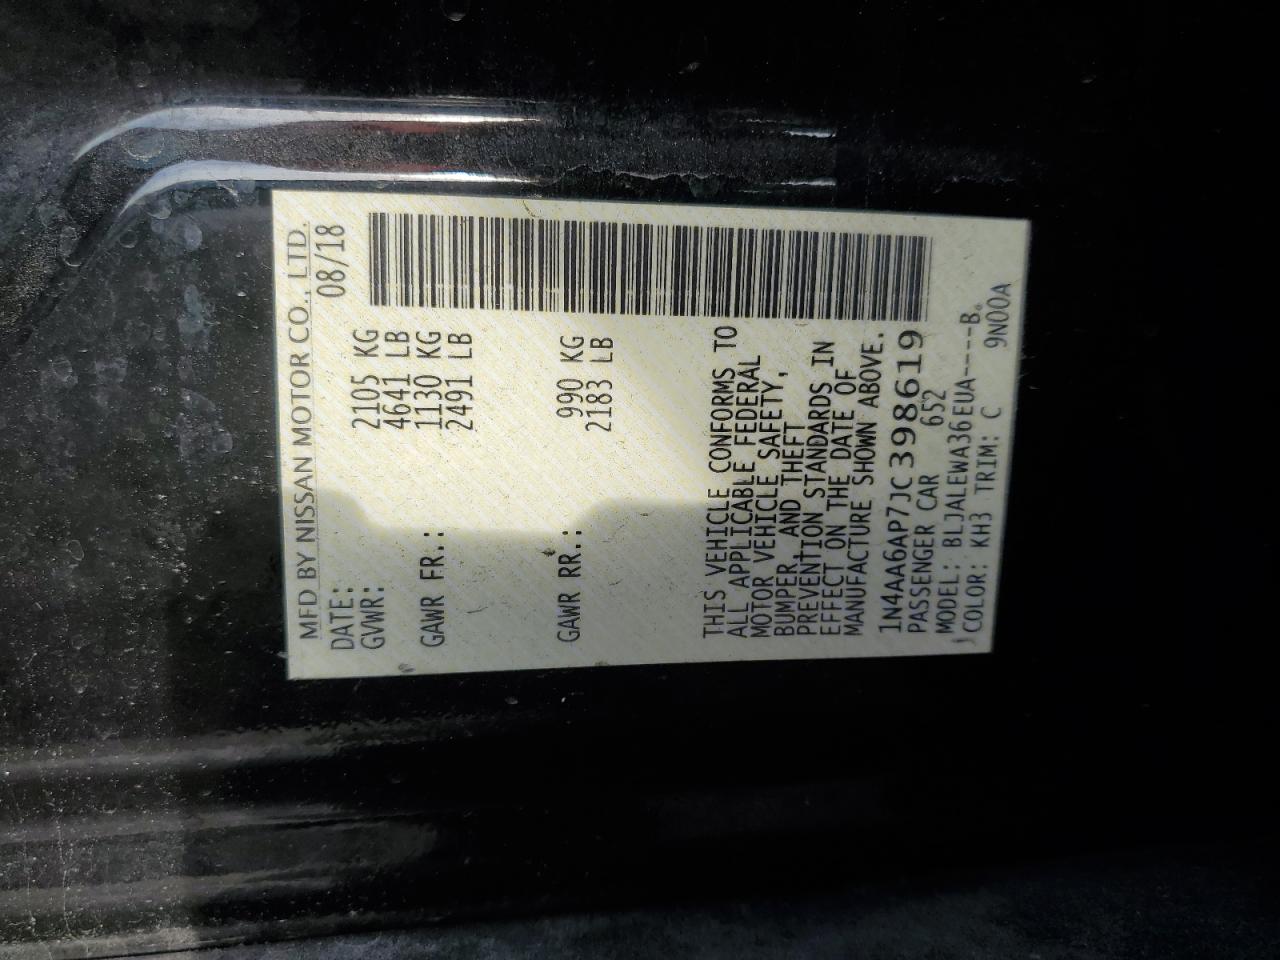 MFD BY NISSAN MOTOR CO., LTD.
DATE: 08/18
GVWR: 2105 KG
4641 LB
GAWR FR.: 1130 KG
2491 LB
GAWR RR.: 990 KG
2183 LB
THIS VEHICLE CONFORMS TO
ALL APPLICABLE FEDERAL
MOTOR VEHICLE SAFETY,
BUMPER, AND THEFT
PREVENTION STANDARDS IN
EFFECT ON THE DATE OF
MANUFACTURE SHOWN ABOVE.
1N4AA6AP7JC398619
PASSENGER CAR 652
MODEL: BLJALEWA36EUA----B.
COLOR: KH3 TRIM: C 9N00A